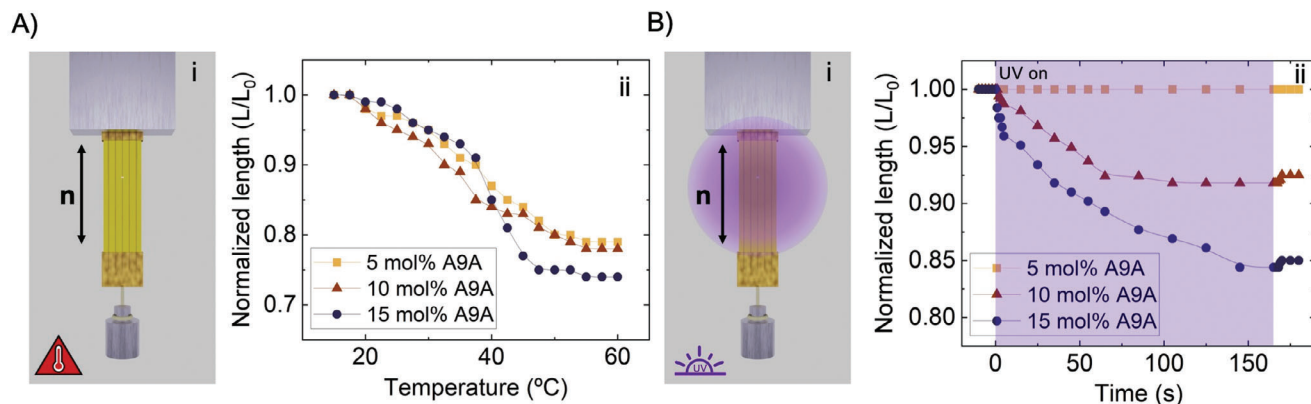 A)
i
n
ii
Normalized length (L/L0)
1.0
0.9
0.8
0.7
5 mol% A9A
10 mol% A9A
15 mol% A9A
20
40
60
Temperature (ºC)
B)
i
n
UV
ii
UV on
Normalized length (L/L0)
1.00
0.95
0.90
0.85
0.80
5 mol% A9A
10 mol% A9A
15 mol% A9A
0
50
100
150
Time (s)